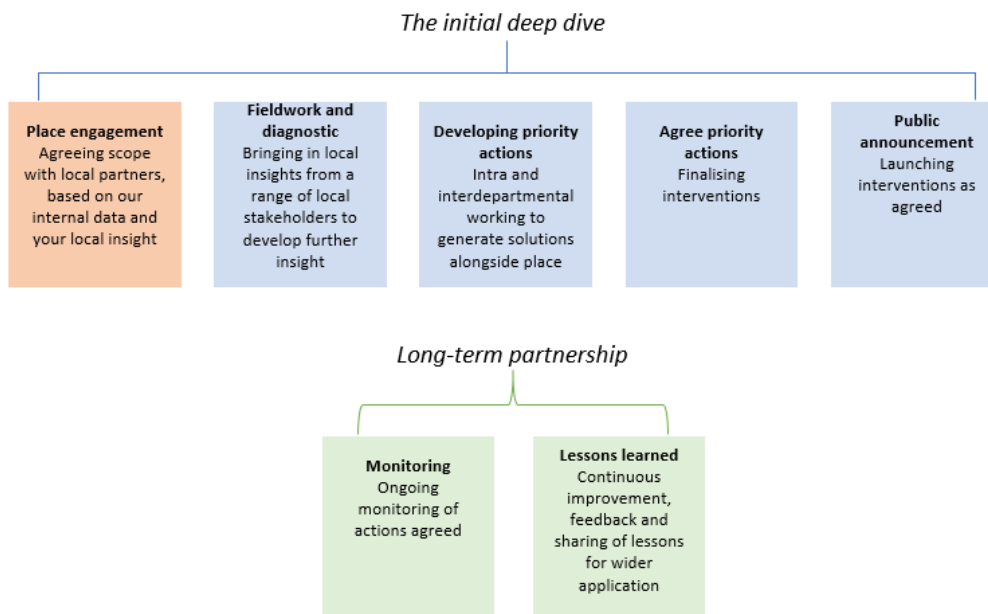 The initial deep dive
Place engagement
Agreeing scope
with local partners,
based on our
internal data and
your local insight
Fieldwork and
diagnostic
Bringing in local
insights from a
range of local
stakeholders to
develop further
insight
Developing priority
actions
Intra and
interdepartmental
working to
generate solutions
alongside place
Agree priority
actions
Finalising
interventions
Public
announcement
Launching
interventions as
agreed
Long-term partnership
Monitoring
Ongoing
monitoring of
actions agreed
Lessons learned
Continuous
improvement,
feedback and
sharing of lessons
for wider
application